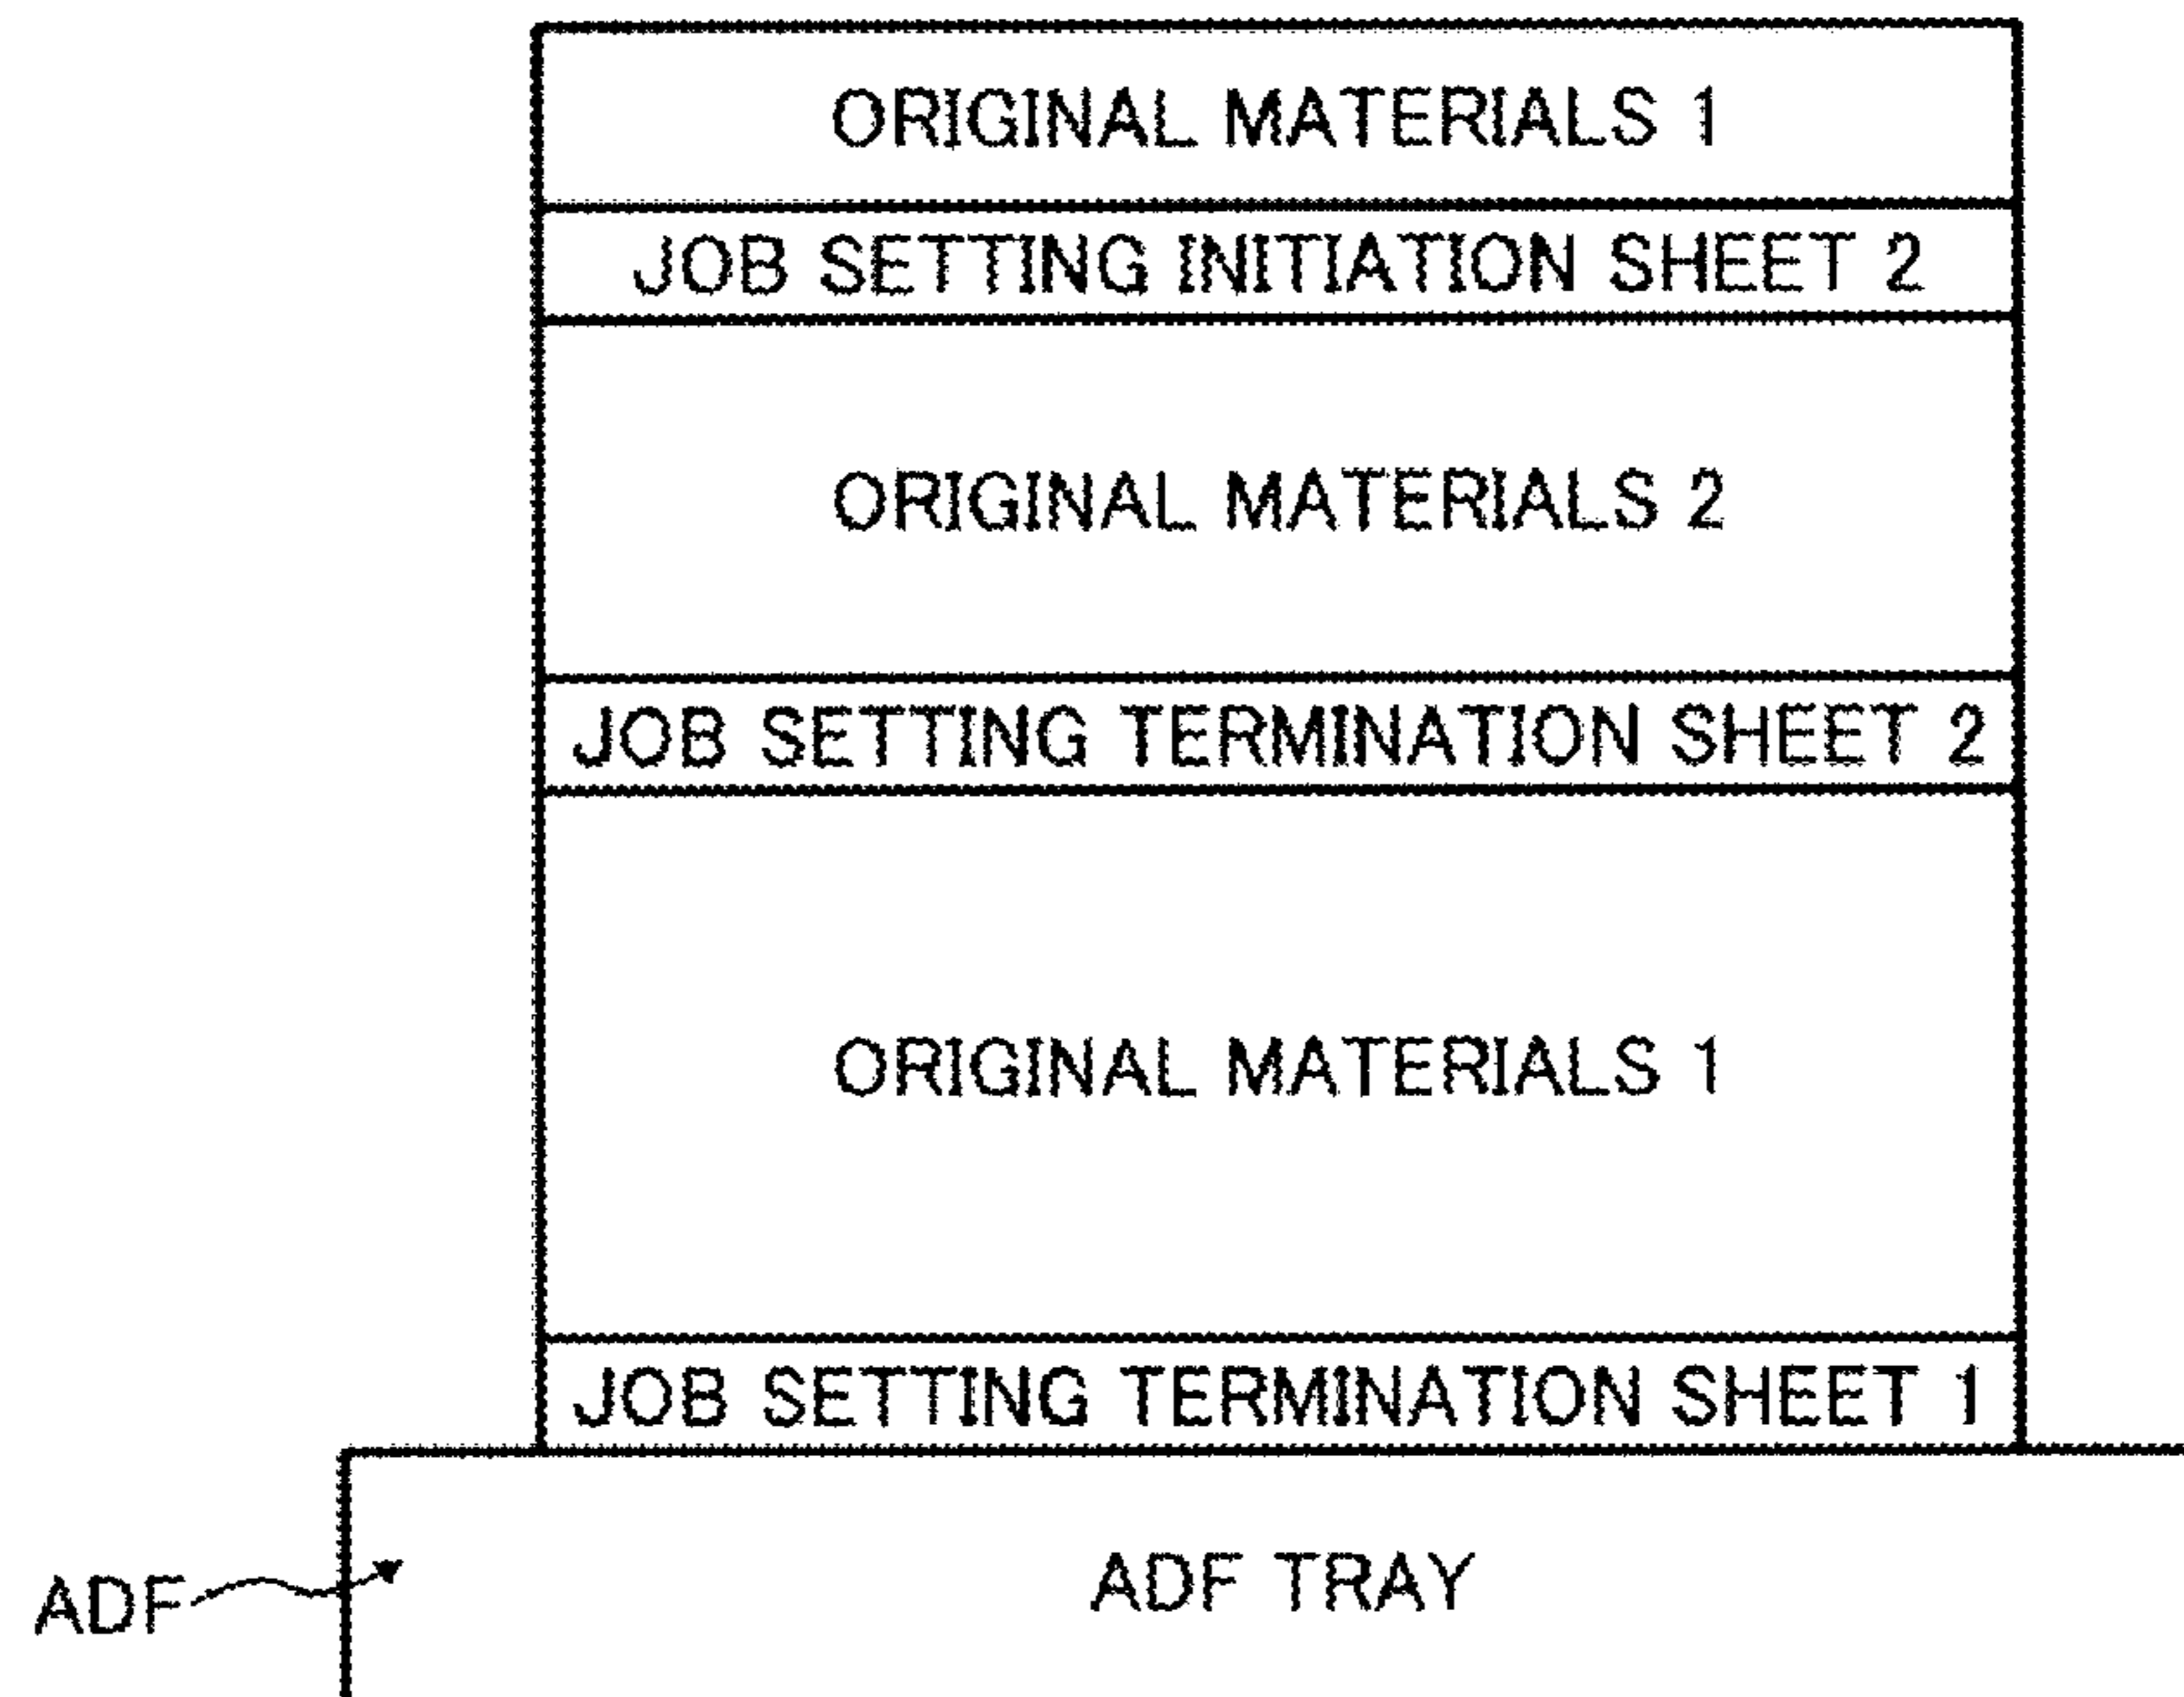 ORIGINAL MATERIALS 1
JOB SETTING INITIATION SHEET 2
ORIGINAL MATERIALS 2
JOB SETTING TERMINATION SHEET 2
ORIGINAL MATERIALS 1
JOB SETTING TERMINATION SHEET 1
ADF TRAY
ADF